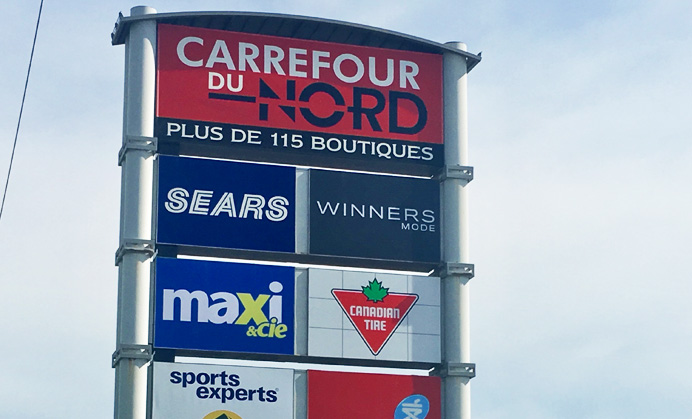 CARREFOUR
DU NORD
PLUS DE 115 BOUTIQUES
SEARS
WINNERS
MODE
maxi
&cie
CANADIAN
TIRE
sports
experts